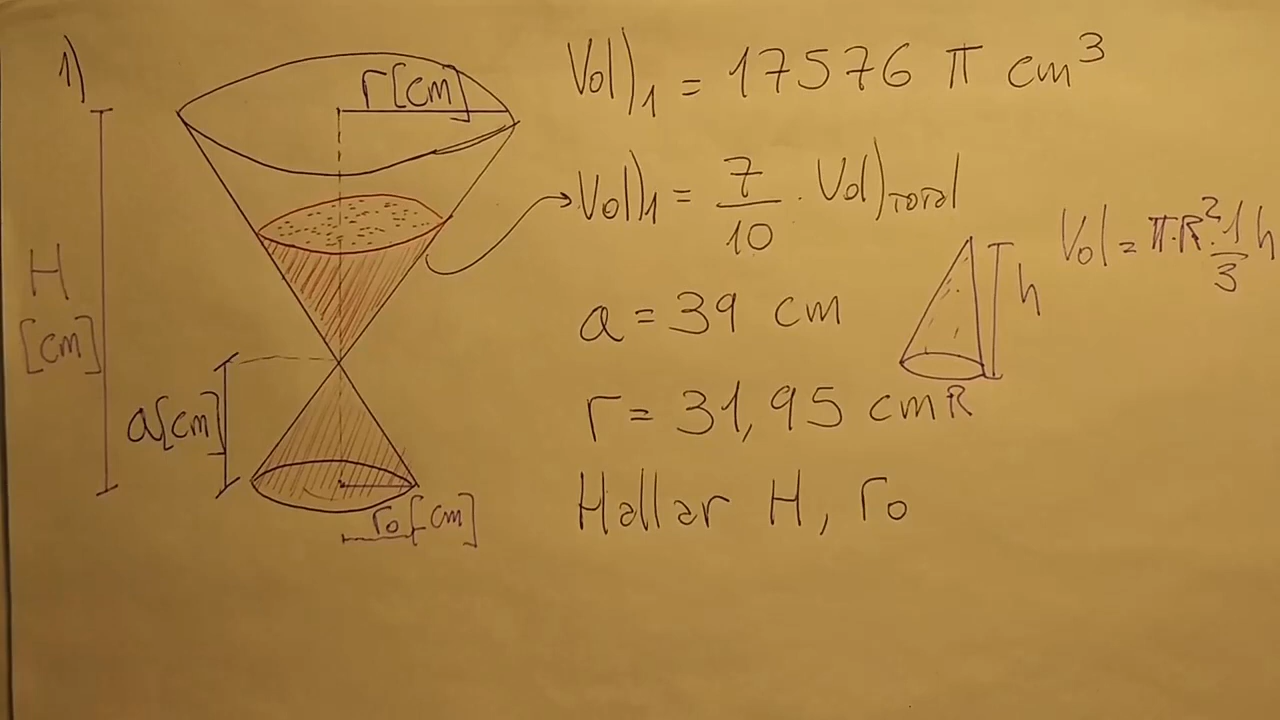 1)
r[cm]
H
[cm]
a[cm]
r₀[cm]
Vol)₁ = 17576 π cm³
Vol)₁ = 7/10 · Vol)TOTAL
a = 39 cm
r = 31,95 cm
Hallar H, r₀
Vol = π·R²·1/3 h
h
R